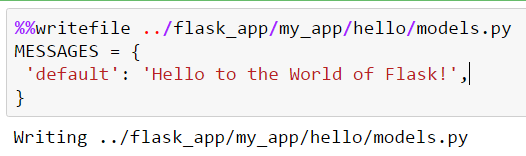 %%writefile ../flask_app/my_app/hello/models.py
MESSAGES = {
 'default': 'Hello to the World of Flask!',
}
Writing ../flask_app/my_app/hello/models.py